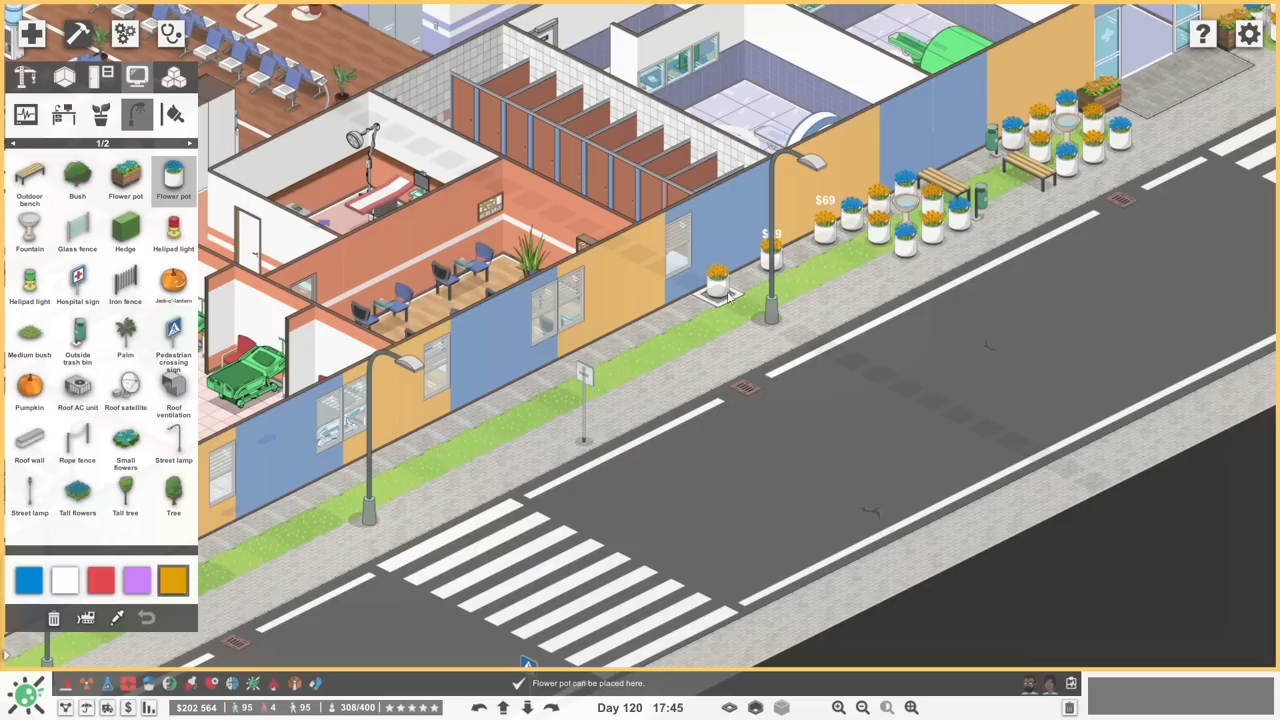 1/2
Outdoor bench
Bush
Flower pot
Flower pot
Fountain
Glass fence
Hedge
Helipad light
Helipad light
Hospital sign
Iron fence
Jack-o'-lantern
Medium bush
Outside trash bin
Palm
Pedestrian crossing sign
Pumpkin
Roof AC unit
Roof satellite
Roof ventilation
Roof wall
Rope fence
Small flowers
Street lamp
Street lamp
Tall flowers
Tall tree
Tree
$69
?
Flower pot can be placed here.
$202 564
95
4
95
308/400
Day 120 17:45